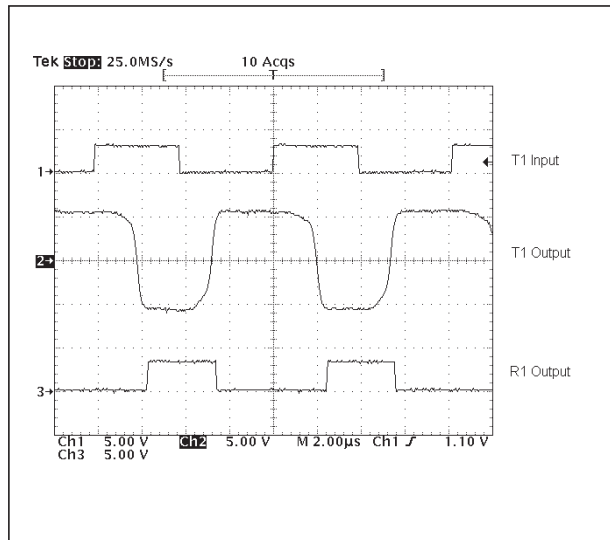 Tek Stop: 25.0MS/s 10 Acqs
T
1→
T1 Input
2→
T1 Output
3→
R1 Output
Ch1 5.00 V Ch2 5.00 V M 2.00µs Ch1 ∫ 1.10 V
Ch3 5.00 V